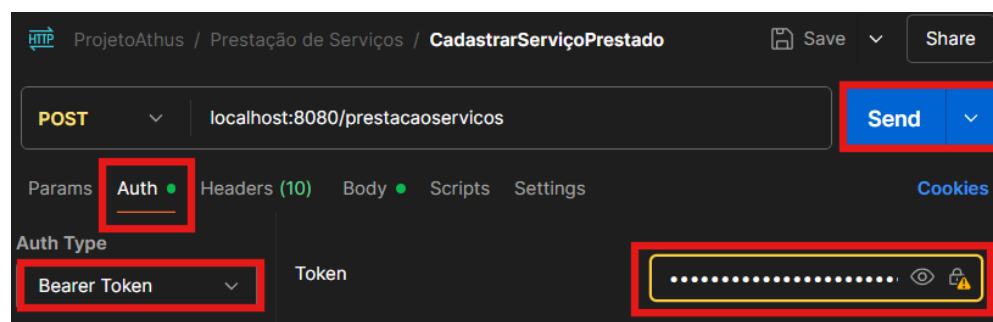 HTTP ProjetoAthus / Prestação de Serviços / CadastrarServiçoPrestado Save Share
POST localhost:8080/prestacaoservicos Send
Params Auth Headers (10) Body Scripts Settings Cookies
Auth Type
Bearer Token Token ••••••••••••••••••••••